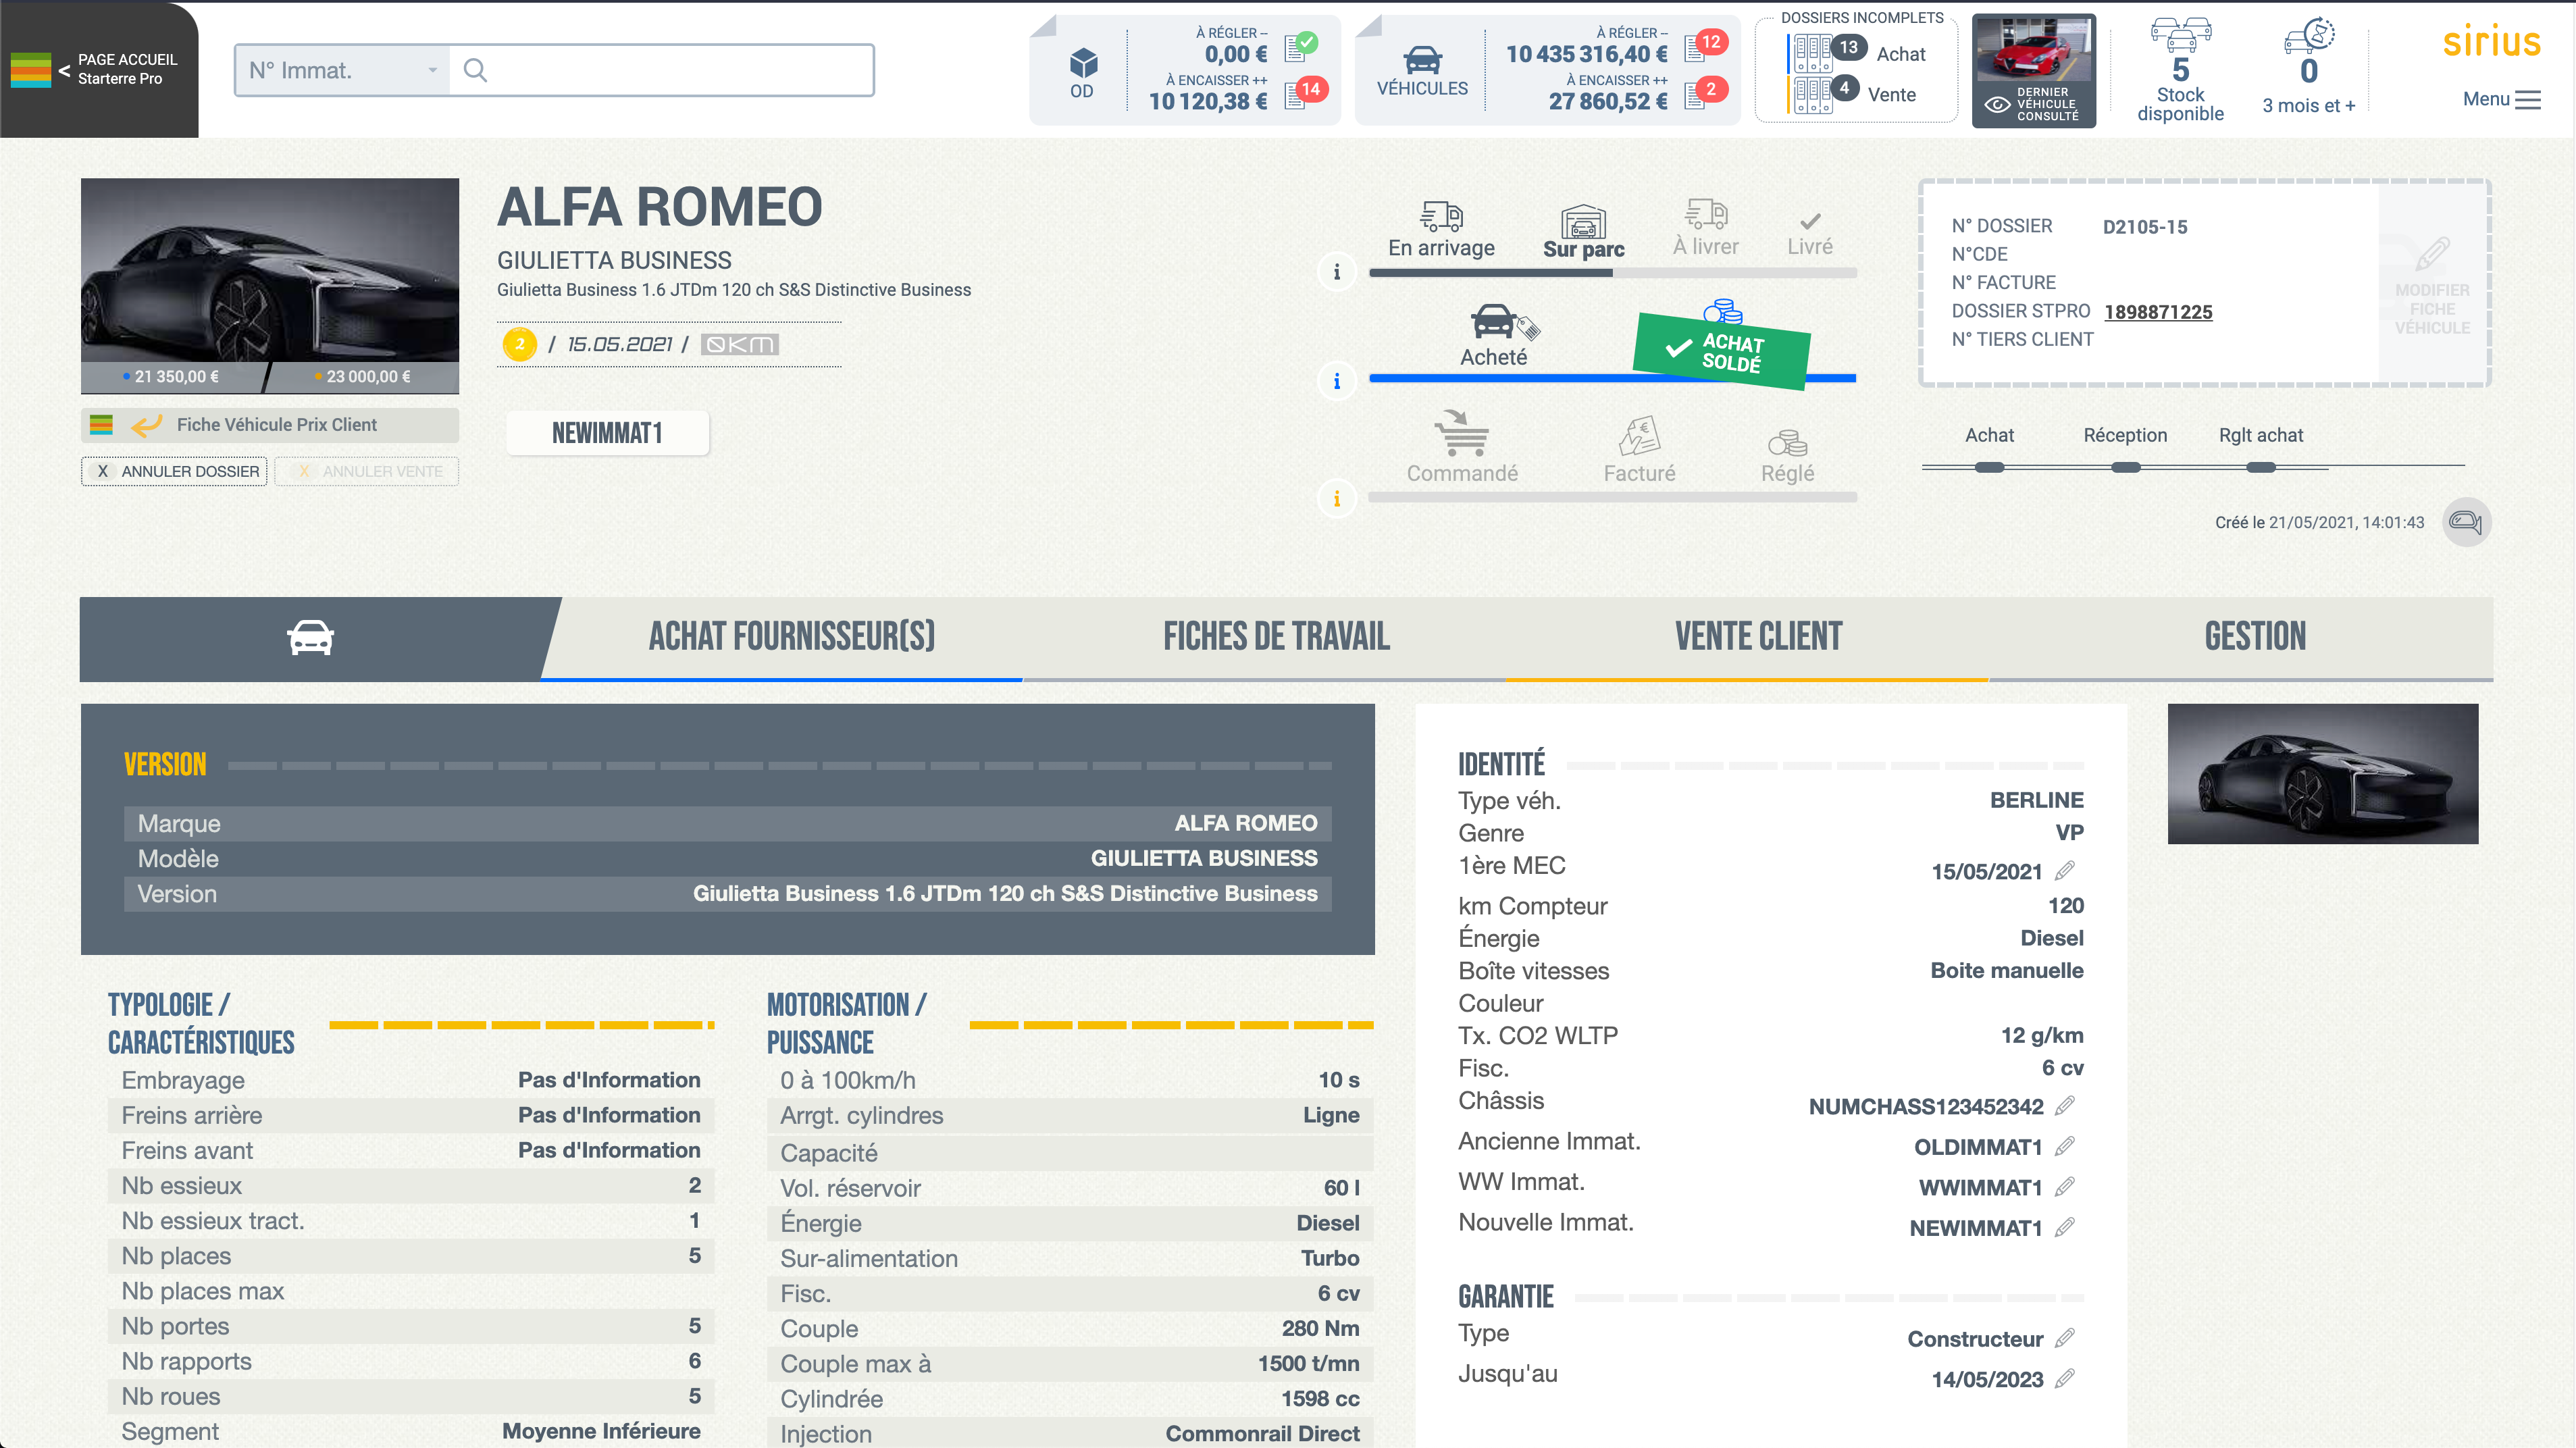 PAGE ACCUEIL
< Starterre Pro
N° Immat.
OD
À RÉGLER --
0,00 €
À ENCAISSER ++
10 120,38 €
14
VÉHICULES
À RÉGLER --
10 435 316,40 €
12
À ENCAISSER ++
27 860,52 €
2
DOSSIERS INCOMPLETS
13 Achat
4 Vente
DERNIER
VÉHICULE
CONSULTÉ
5
Stock
disponible
0
3 mois et +
sirius
Menu
21 350,00 €
23 000,00 €
Fiche Véhicule Prix Client
X ANNULER DOSSIER
X ANNULER VENTE
ALFA ROMEO
GIULIETTA BUSINESS
Giulietta Business 1.6 JTDm 120 ch S&S Distinctive Business
2 / 15.05.2021 / 0KM
NEWIMMAT1
En arrivage
Sur parc
À livrer
Livré
i
Acheté
ACHAT
SOLDÉ
i
Commandé
Facturé
Réglé
i
N° DOSSIER D2105-15
N°CDE
N° FACTURE
DOSSIER STPRO 1898871225
N° TIERS CLIENT
MODIFIER
FICHE
VÉHICULE
Achat
Réception
Rglt achat
Créé le 21/05/2021, 14:01:43
ACHAT FOURNISSEUR(S)
FICHES DE TRAVAIL
VENTE CLIENT
GESTION
VERSION
Marque ALFA ROMEO
Modèle GIULIETTA BUSINESS
Version Giulietta Business 1.6 JTDm 120 ch S&S Distinctive Business
TYPOLOGIE /
CARACTÉRISTIQUES
Embrayage Pas d'Information
Freins arrière Pas d'Information
Freins avant Pas d'Information
Nb essieux 2
Nb essieux tract. 1
Nb places 5
Nb places max
Nb portes 5
Nb rapports 6
Nb roues 5
Segment Moyenne Inférieure
MOTORISATION /
PUISSANCE
0 à 100km/h 10 s
Arrgt. cylindres Ligne
Capacité
Vol. réservoir 60 l
Énergie Diesel
Sur-alimentation Turbo
Fisc. 6 cv
Couple 280 Nm
Couple max à 1500 t/mn
Cylindrée 1598 cc
Injection Commonrail Direct
IDENTITÉ
Type véh. BERLINE
Genre VP
1ère MEC 15/05/2021
km Compteur 120
Énergie Diesel
Boîte vitesses Boite manuelle
Couleur
Tx. CO2 WLTP 12 g/km
Fisc. 6 cv
Châssis NUMCHASS123452342
Ancienne Immat. OLDIMMAT1
WW Immat. WWIMMAT1
Nouvelle Immat. NEWIMMAT1
GARANTIE
Type Constructeur
Jusqu'au 14/05/2023